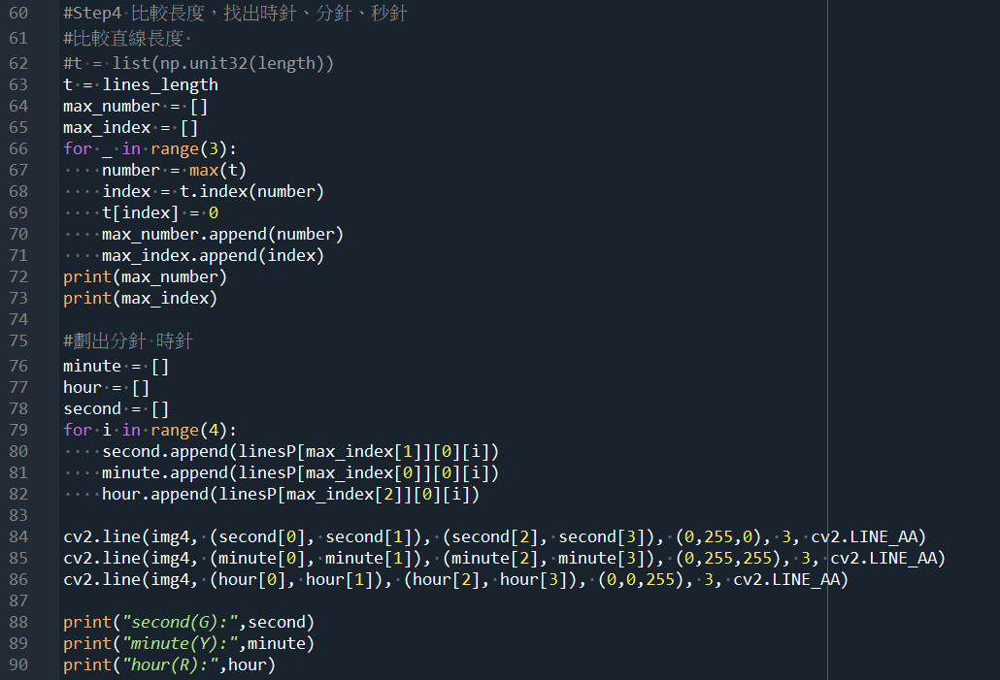 60 #Step4 比較長度，找出時針、分針、秒針
61 #比較直線長度
62 #t = list(np.unit32(length))
63 t = lines_length
64 max_number = []
65 max_index = []
66 for _ in range(3):
67     number = max(t)
68     index = t.index(number)
69     t[index] = 0
70     max_number.append(number)
71     max_index.append(index)
72 print(max_number)
73 print(max_index)
74
75 #劃出分針 時針
76 minute = []
77 hour = []
78 second = []
79 for i in range(4):
80     second.append(linesP[max_index[1]][0][i])
81     minute.append(linesP[max_index[0]][0][i])
82     hour.append(linesP[max_index[2]][0][i])
83
84 cv2.line(img4, (second[0], second[1]), (second[2], second[3]), (0,255,0), 3, cv2.LINE_AA)
85 cv2.line(img4, (minute[0], minute[1]), (minute[2], minute[3]), (0,255,255), 3, cv2.LINE_AA)
86 cv2.line(img4, (hour[0], hour[1]), (hour[2], hour[3]), (0,0,255), 3, cv2.LINE_AA)
87
88 print("second(G):",second)
89 print("minute(Y):",minute)
90 print("hour(R):",hour)